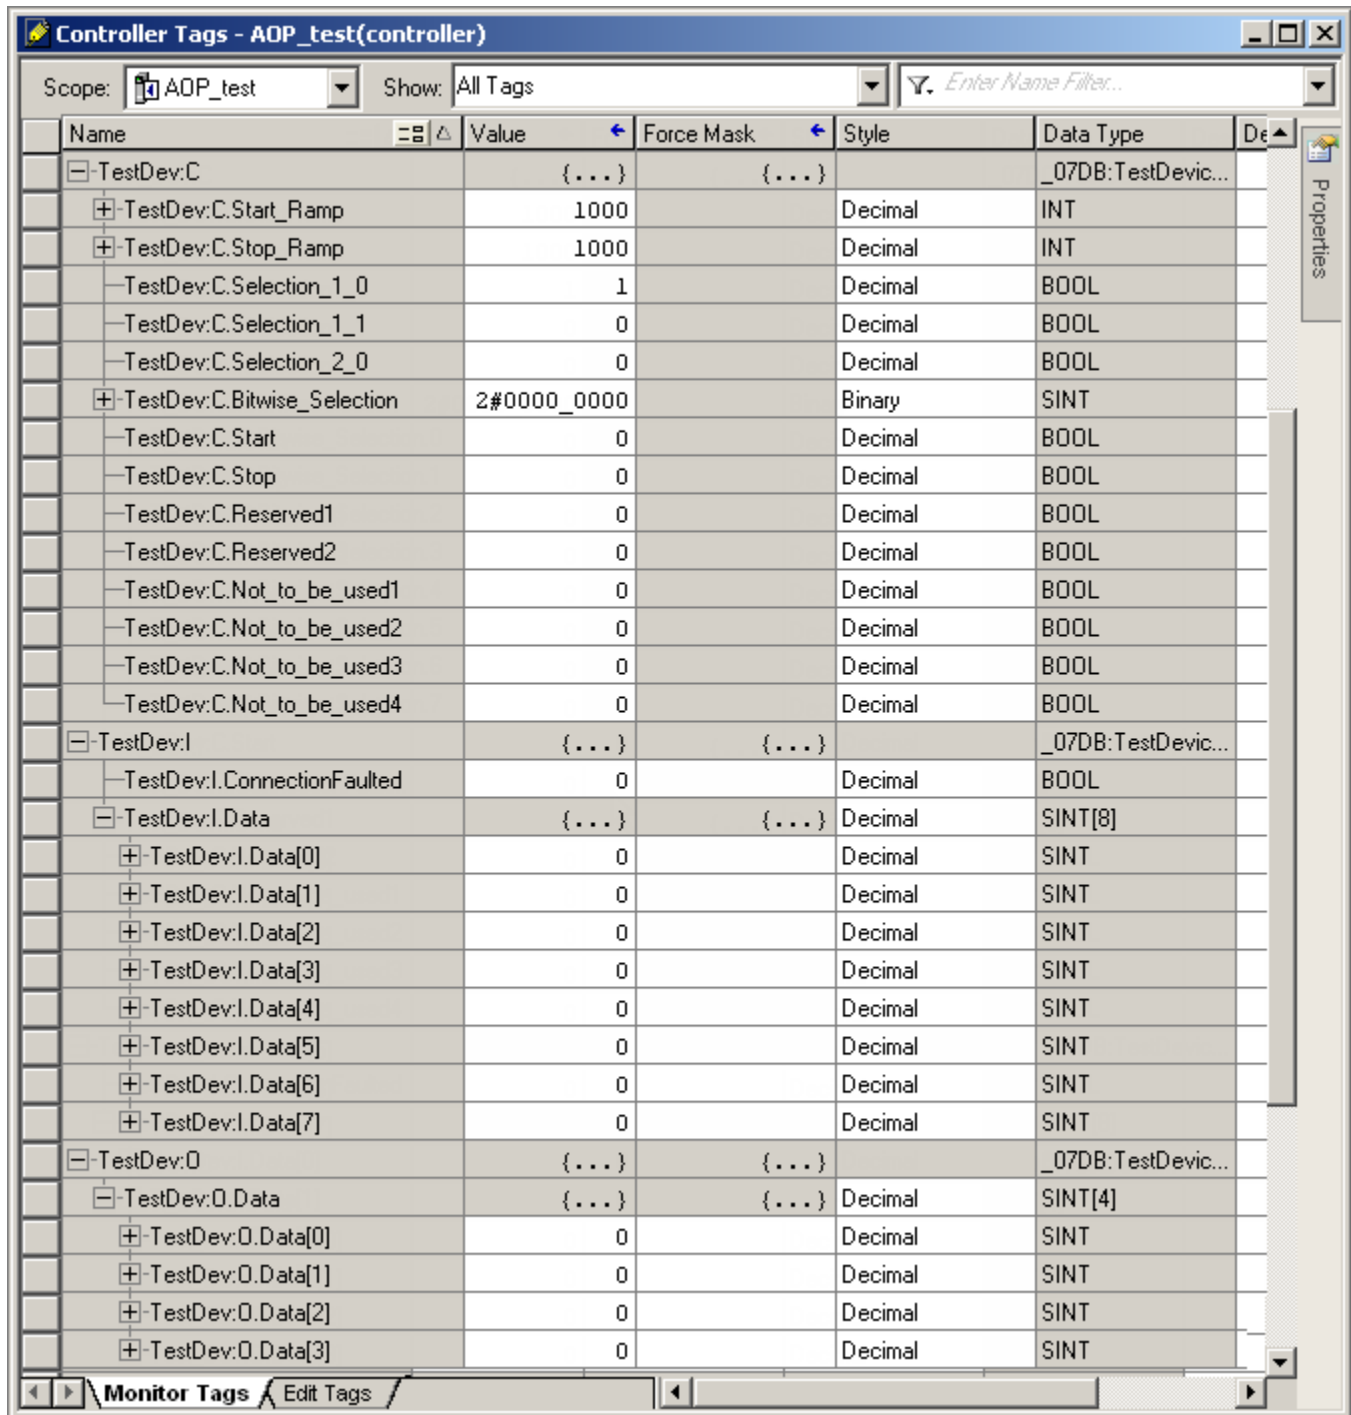 Controller Tags - AOP_test(controller)
Scope: AOP_test Show: All Tags Enter Name Filter...
Name Value Force Mask Style Data Type De
TestDev:C {...} {...} _07DB:TestDevic...
TestDev:C.Start_Ramp 1000 Decimal INT
TestDev:C.Stop_Ramp 1000 Decimal INT
TestDev:C.Selection_1_0 1 Decimal BOOL
TestDev:C.Selection_1_1 0 Decimal BOOL
TestDev:C.Selection_2_0 0 Decimal BOOL
TestDev:C.Bitwise_Selection 2#0000_0000 Binary SINT
TestDev:C.Start 0 Decimal BOOL
TestDev:C.Stop 0 Decimal BOOL
TestDev:C.Reserved1 0 Decimal BOOL
TestDev:C.Reserved2 0 Decimal BOOL
TestDev:C.Not_to_be_used1 0 Decimal BOOL
TestDev:C.Not_to_be_used2 0 Decimal BOOL
TestDev:C.Not_to_be_used3 0 Decimal BOOL
TestDev:C.Not_to_be_used4 0 Decimal BOOL
TestDev:I {...} {...} _07DB:TestDevic...
TestDev:I.ConnectionFaulted 0 Decimal BOOL
TestDev:I.Data {...} {...} Decimal SINT[8]
TestDev:I.Data[0] 0 Decimal SINT
TestDev:I.Data[1] 0 Decimal SINT
TestDev:I.Data[2] 0 Decimal SINT
TestDev:I.Data[3] 0 Decimal SINT
TestDev:I.Data[4] 0 Decimal SINT
TestDev:I.Data[5] 0 Decimal SINT
TestDev:I.Data[6] 0 Decimal SINT
TestDev:I.Data[7] 0 Decimal SINT
TestDev:O {...} {...} _07DB:TestDevic...
TestDev:O.Data {...} {...} Decimal SINT[4]
TestDev:O.Data[0] 0 Decimal SINT
TestDev:O.Data[1] 0 Decimal SINT
TestDev:O.Data[2] 0 Decimal SINT
TestDev:O.Data[3] 0 Decimal SINT
Monitor Tags Edit Tags
Properties